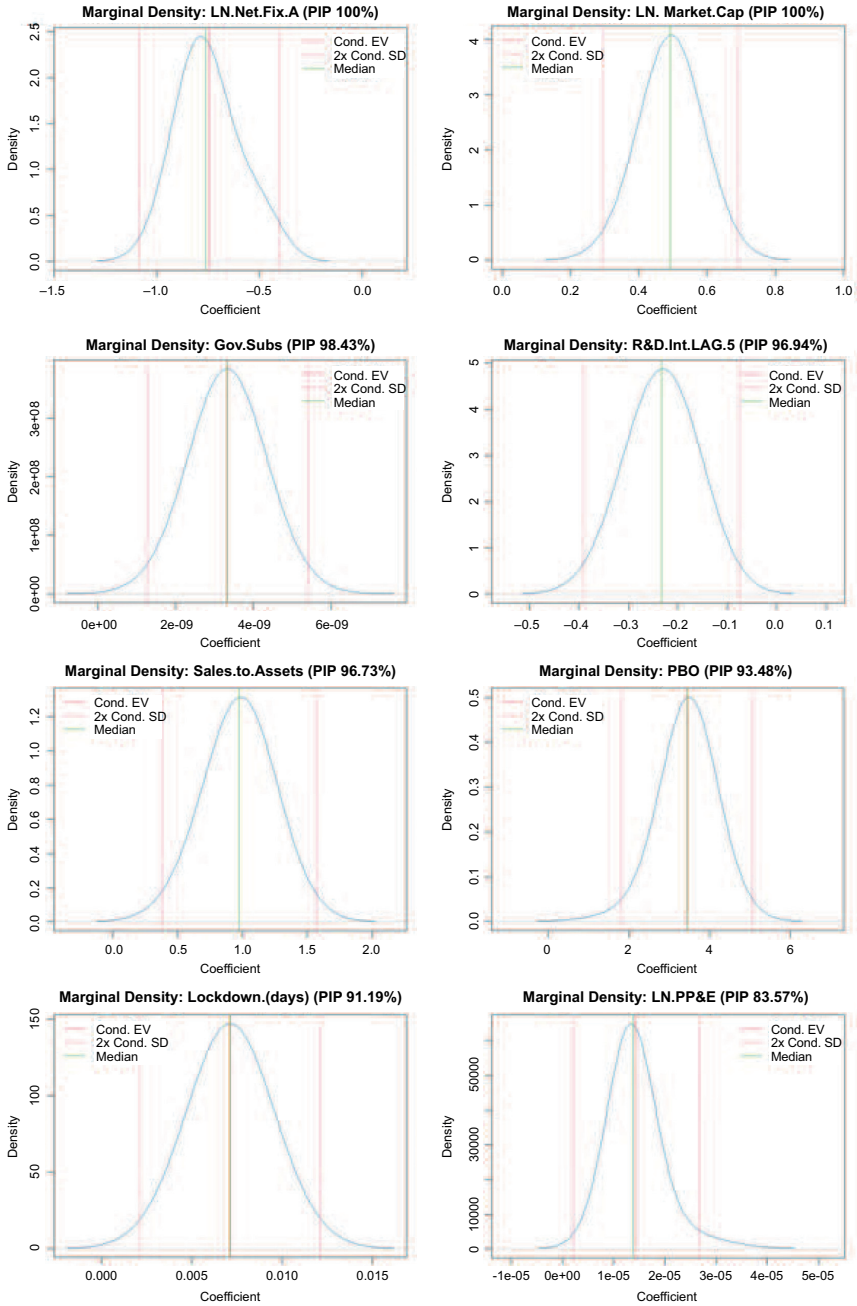 Marginal Density: LN.Net.Fix.A (PIP 100%)
Cond. EV
2x Cond. SD
Median
Density
0.0 0.5 1.0 1.5 2.0 2.5
–1.5 –1.0 –0.5 0.0
Coefficient
Marginal Density: LN. Market.Cap (PIP 100%)
Cond. EV
2x Cond. SD
Median
Density
0 1 2 3 4
0.0 0.2 0.4 0.6 0.8 1.0
Coefficient
Marginal Density: Gov.Subs (PIP 98.43%)
Cond. EV
2x Cond. SD
Median
Density
0e+00 1e+08 2e+08 3e+08
0e+00 2e-09 4e-09 6e-09
Coefficient
Marginal Density: R&D.Int.LAG.5 (PIP 96.94%)
Cond. EV
2x Cond. SD
Median
Density
0 1 2 3 4 5
–0.5 –0.4 –0.3 –0.2 –0.1 0.0 0.1
Coefficient
Marginal Density: Sales.to.Assets (PIP 96.73%)
Cond. EV
2x Cond. SD
Median
Density
0.0 0.2 0.4 0.6 0.8 1.0 1.2
0.0 0.5 1.0 1.5 2.0
Coefficient
Marginal Density: PBO (PIP 93.48%)
Cond. EV
2x Cond. SD
Median
Density
0.0 0.1 0.2 0.3 0.4 0.5
0 2 4 6
Coefficient
Marginal Density: Lockdown.(days) (PIP 91.19%)
Cond. EV
2x Cond. SD
Median
Density
0 50 100 150
0.000 0.005 0.010 0.015
Coefficient
Marginal Density: LN.PP&E (PIP 83.57%)
Cond. EV
2x Cond. SD
Median
Density
0 10000 30000 50000
-1e-05 0e+00 1e-05 2e-05 3e-05 4e-05 5e-05
Coefficient